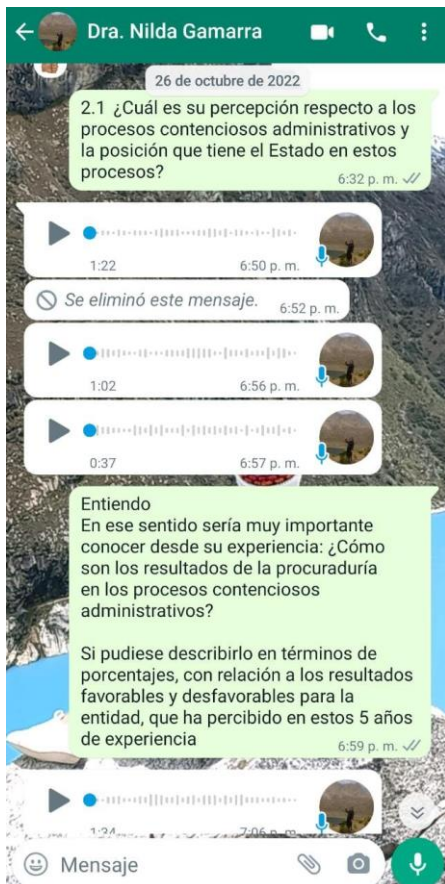 Dra. Nilda Gamarra
26 de octubre de 2022
2.1 ¿Cuál es su percepción respecto a los
procesos contenciosos administrativos y
la posición que tiene el Estado en estos
procesos?
6:32 p. m.
1:22 6:50 p. m.
Se eliminó este mensaje. 6:52 p. m.
1:02 6:56 p. m.
0:37 6:57 p. m.
Entiendo
En ese sentido sería muy importante
conocer desde su experiencia: ¿Cómo
son los resultados de la procuraduría
en los procesos contenciosos
administrativos?
Si pudiese describirlo en términos de
porcentajes, con relación a los resultados
favorables y desfavorables para la
entidad, que ha percibido en estos 5 años
de experiencia
6:59 p. m.
1:34 7:06 p. m.
Mensaje